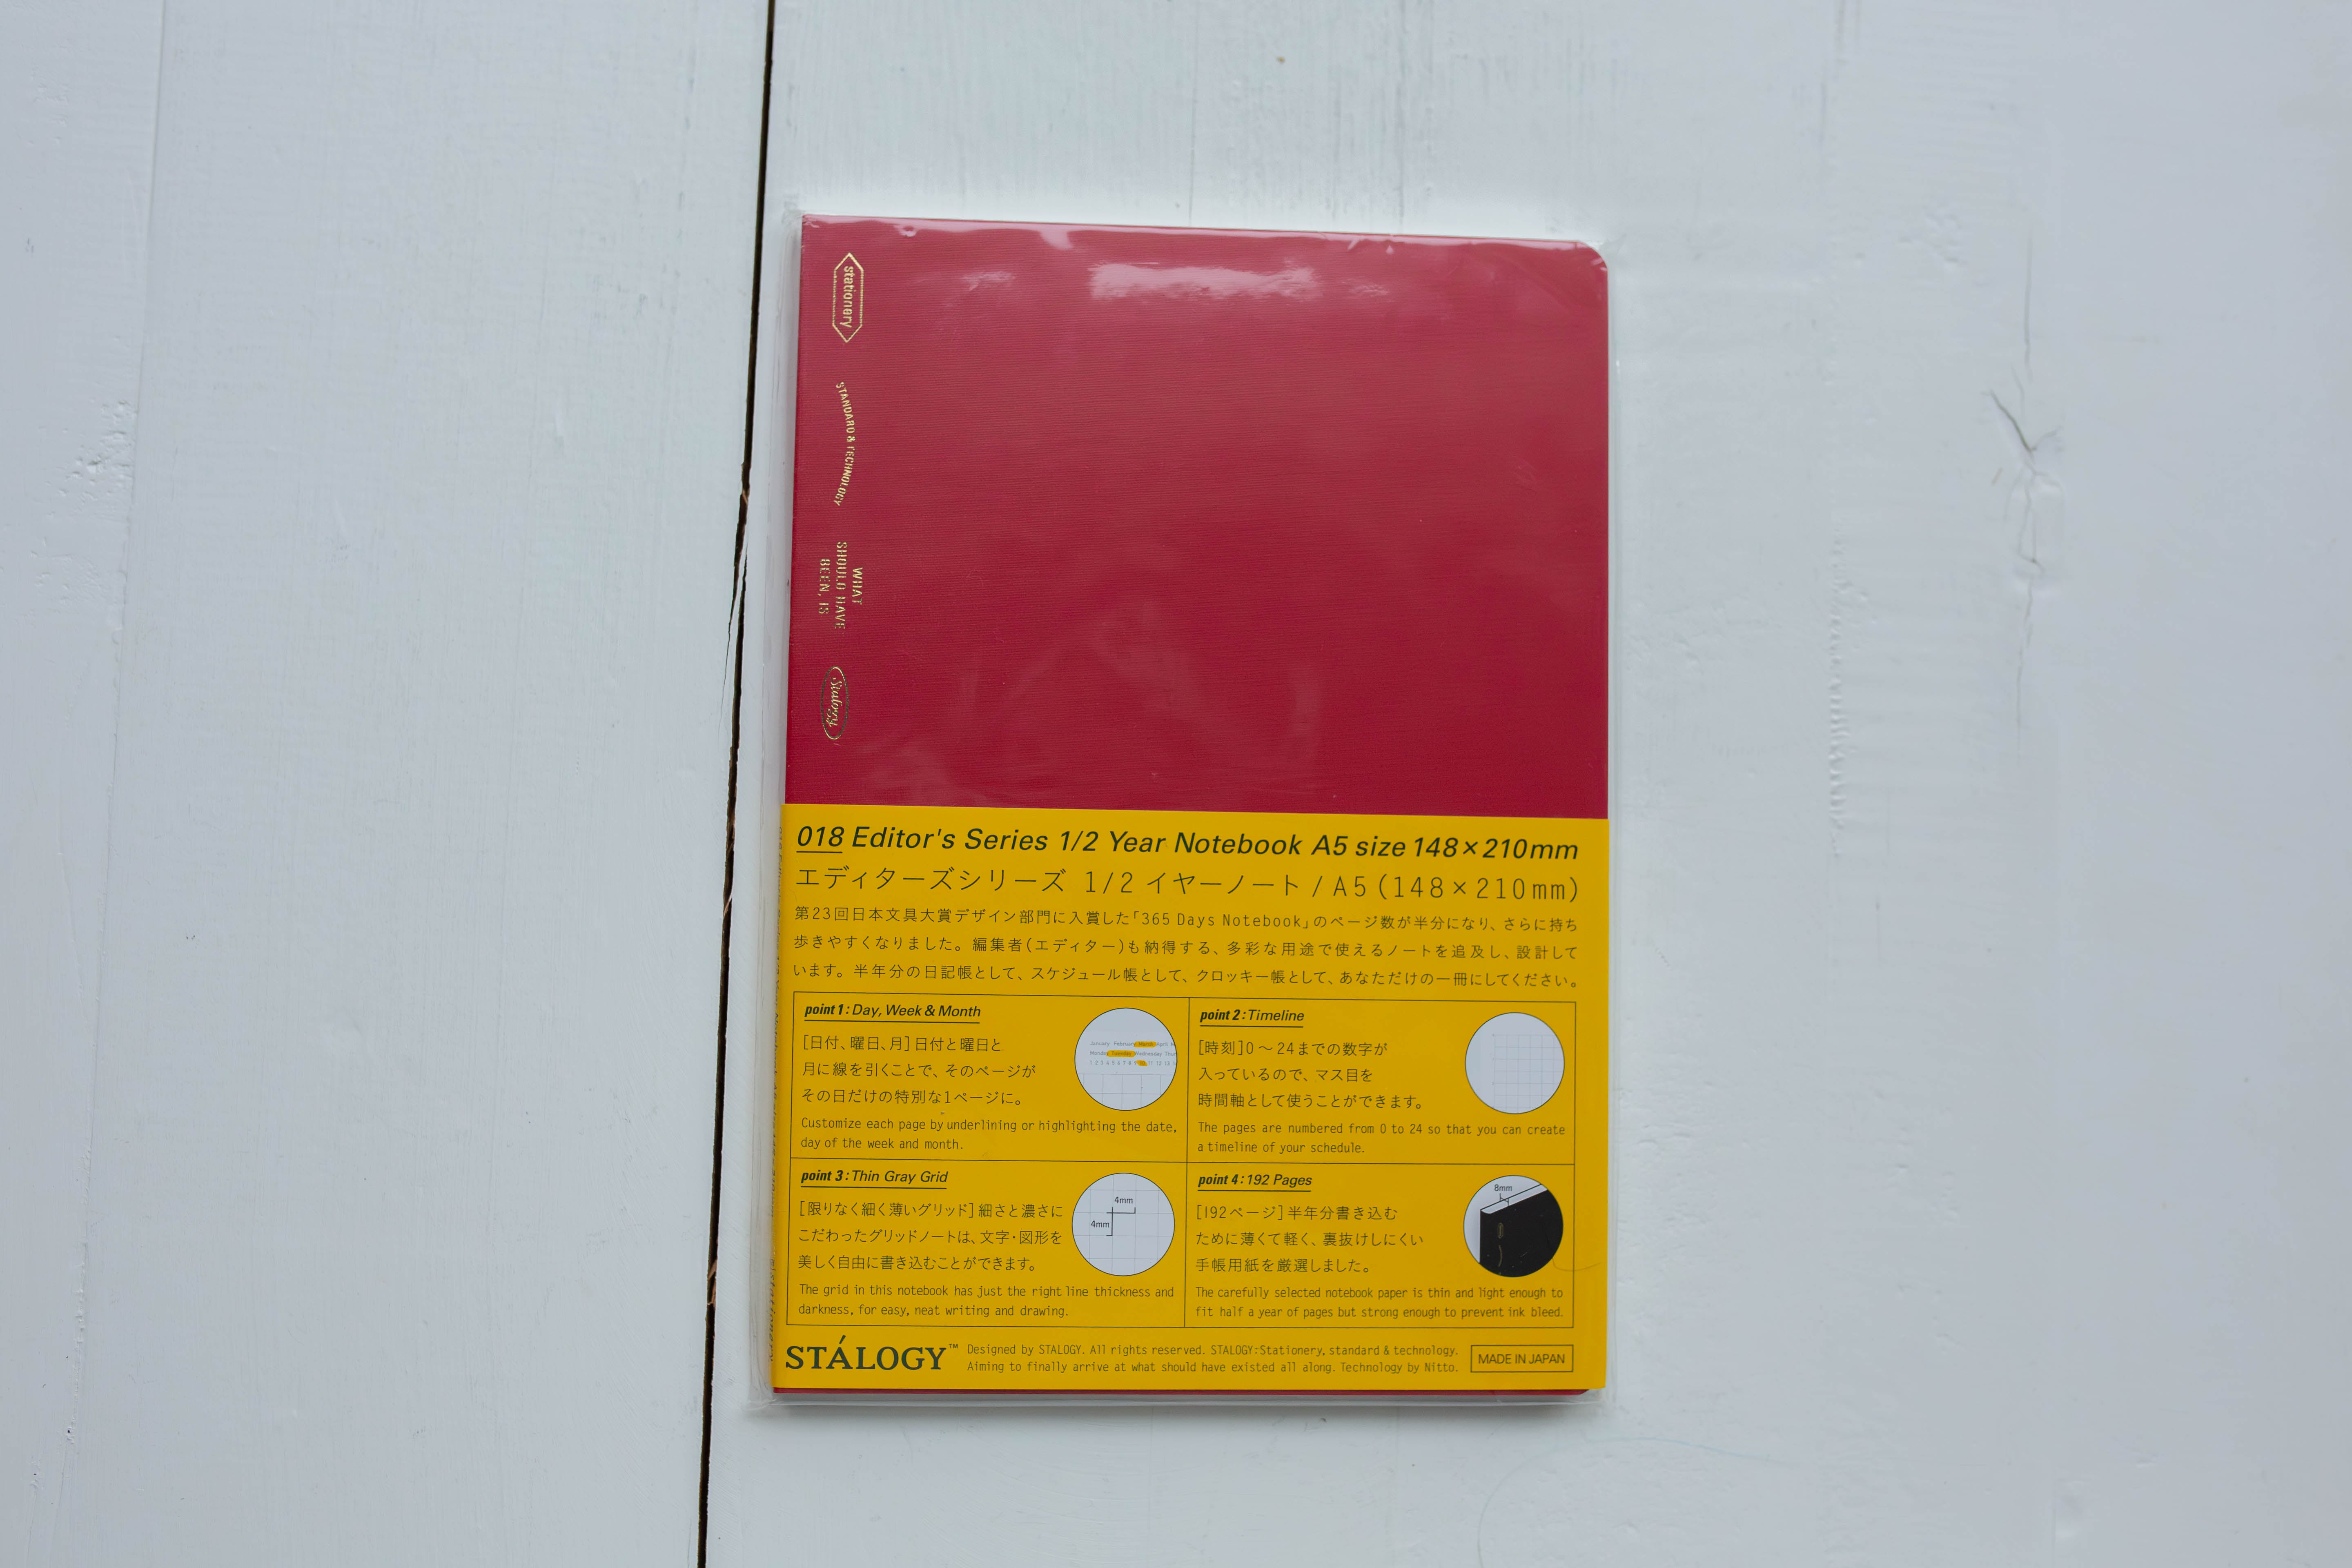 stationery
STANDARD & TECHNOLOGY
WHAT
SHOULD HAVE
BEEN, IS
Stalogy
018 Editor's Series 1/2 Year Notebook A5 size 148×210mm
エディターズシリーズ 1/2 イヤーノート / A5 (148×210mm)
第23回日本文具大賞デザイン部門に入賞した「365 Days Notebook」のページ数が半分になり、さらに持ち
歩きやすくなりました。編集者(エディター)も納得する、多彩な用途で使えるノートを追及し、設計して
います。半年分の日記帳として、スケジュール帳として、クロッキー帳として、あなただけの一冊にしてください。
point 1 : Day, Week & Month
[日付、曜日、月] 日付と曜日と
月に線を引くことで、そのページが
その日だけの特別な1ページに。
Customize each page by underlining or highlighting the date,
day of the week and month.
January February March April
Monday Tuesday Wednesday Thur
1 2 3 4 5 6 7 8 9 10 11 12 13
point 2 : Timeline
[時刻]0～24までの数字が
入っているので、マス目を
時間軸として使うことができます。
The pages are numbered from 0 to 24 so that you can create
a timeline of your schedule.
point 3 : Thin Gray Grid
[限りなく細く薄いグリッド] 細さと濃さに
こだわったグリッドノートは、文字・図形を
美しく自由に書き込むことができます。
The grid in this notebook has just the right line thickness and
darkness, for easy, neat writing and drawing.
4mm
4mm
point 4 : 192 Pages
[192ページ] 半年分書き込む
ために薄くて軽く、裏抜けしにくい
手帳用紙を厳選しました。
The carefully selected notebook paper is thin and light enough to
fit half a year of pages but strong enough to prevent ink bleed.
8mm
STÁLOGY™
Designed by STALOGY. All rights reserved. STALOGY:Stationery, standard & technology.
Aiming to finally arrive at what should have existed all along. Technology by Nitto.
MADE IN JAPAN